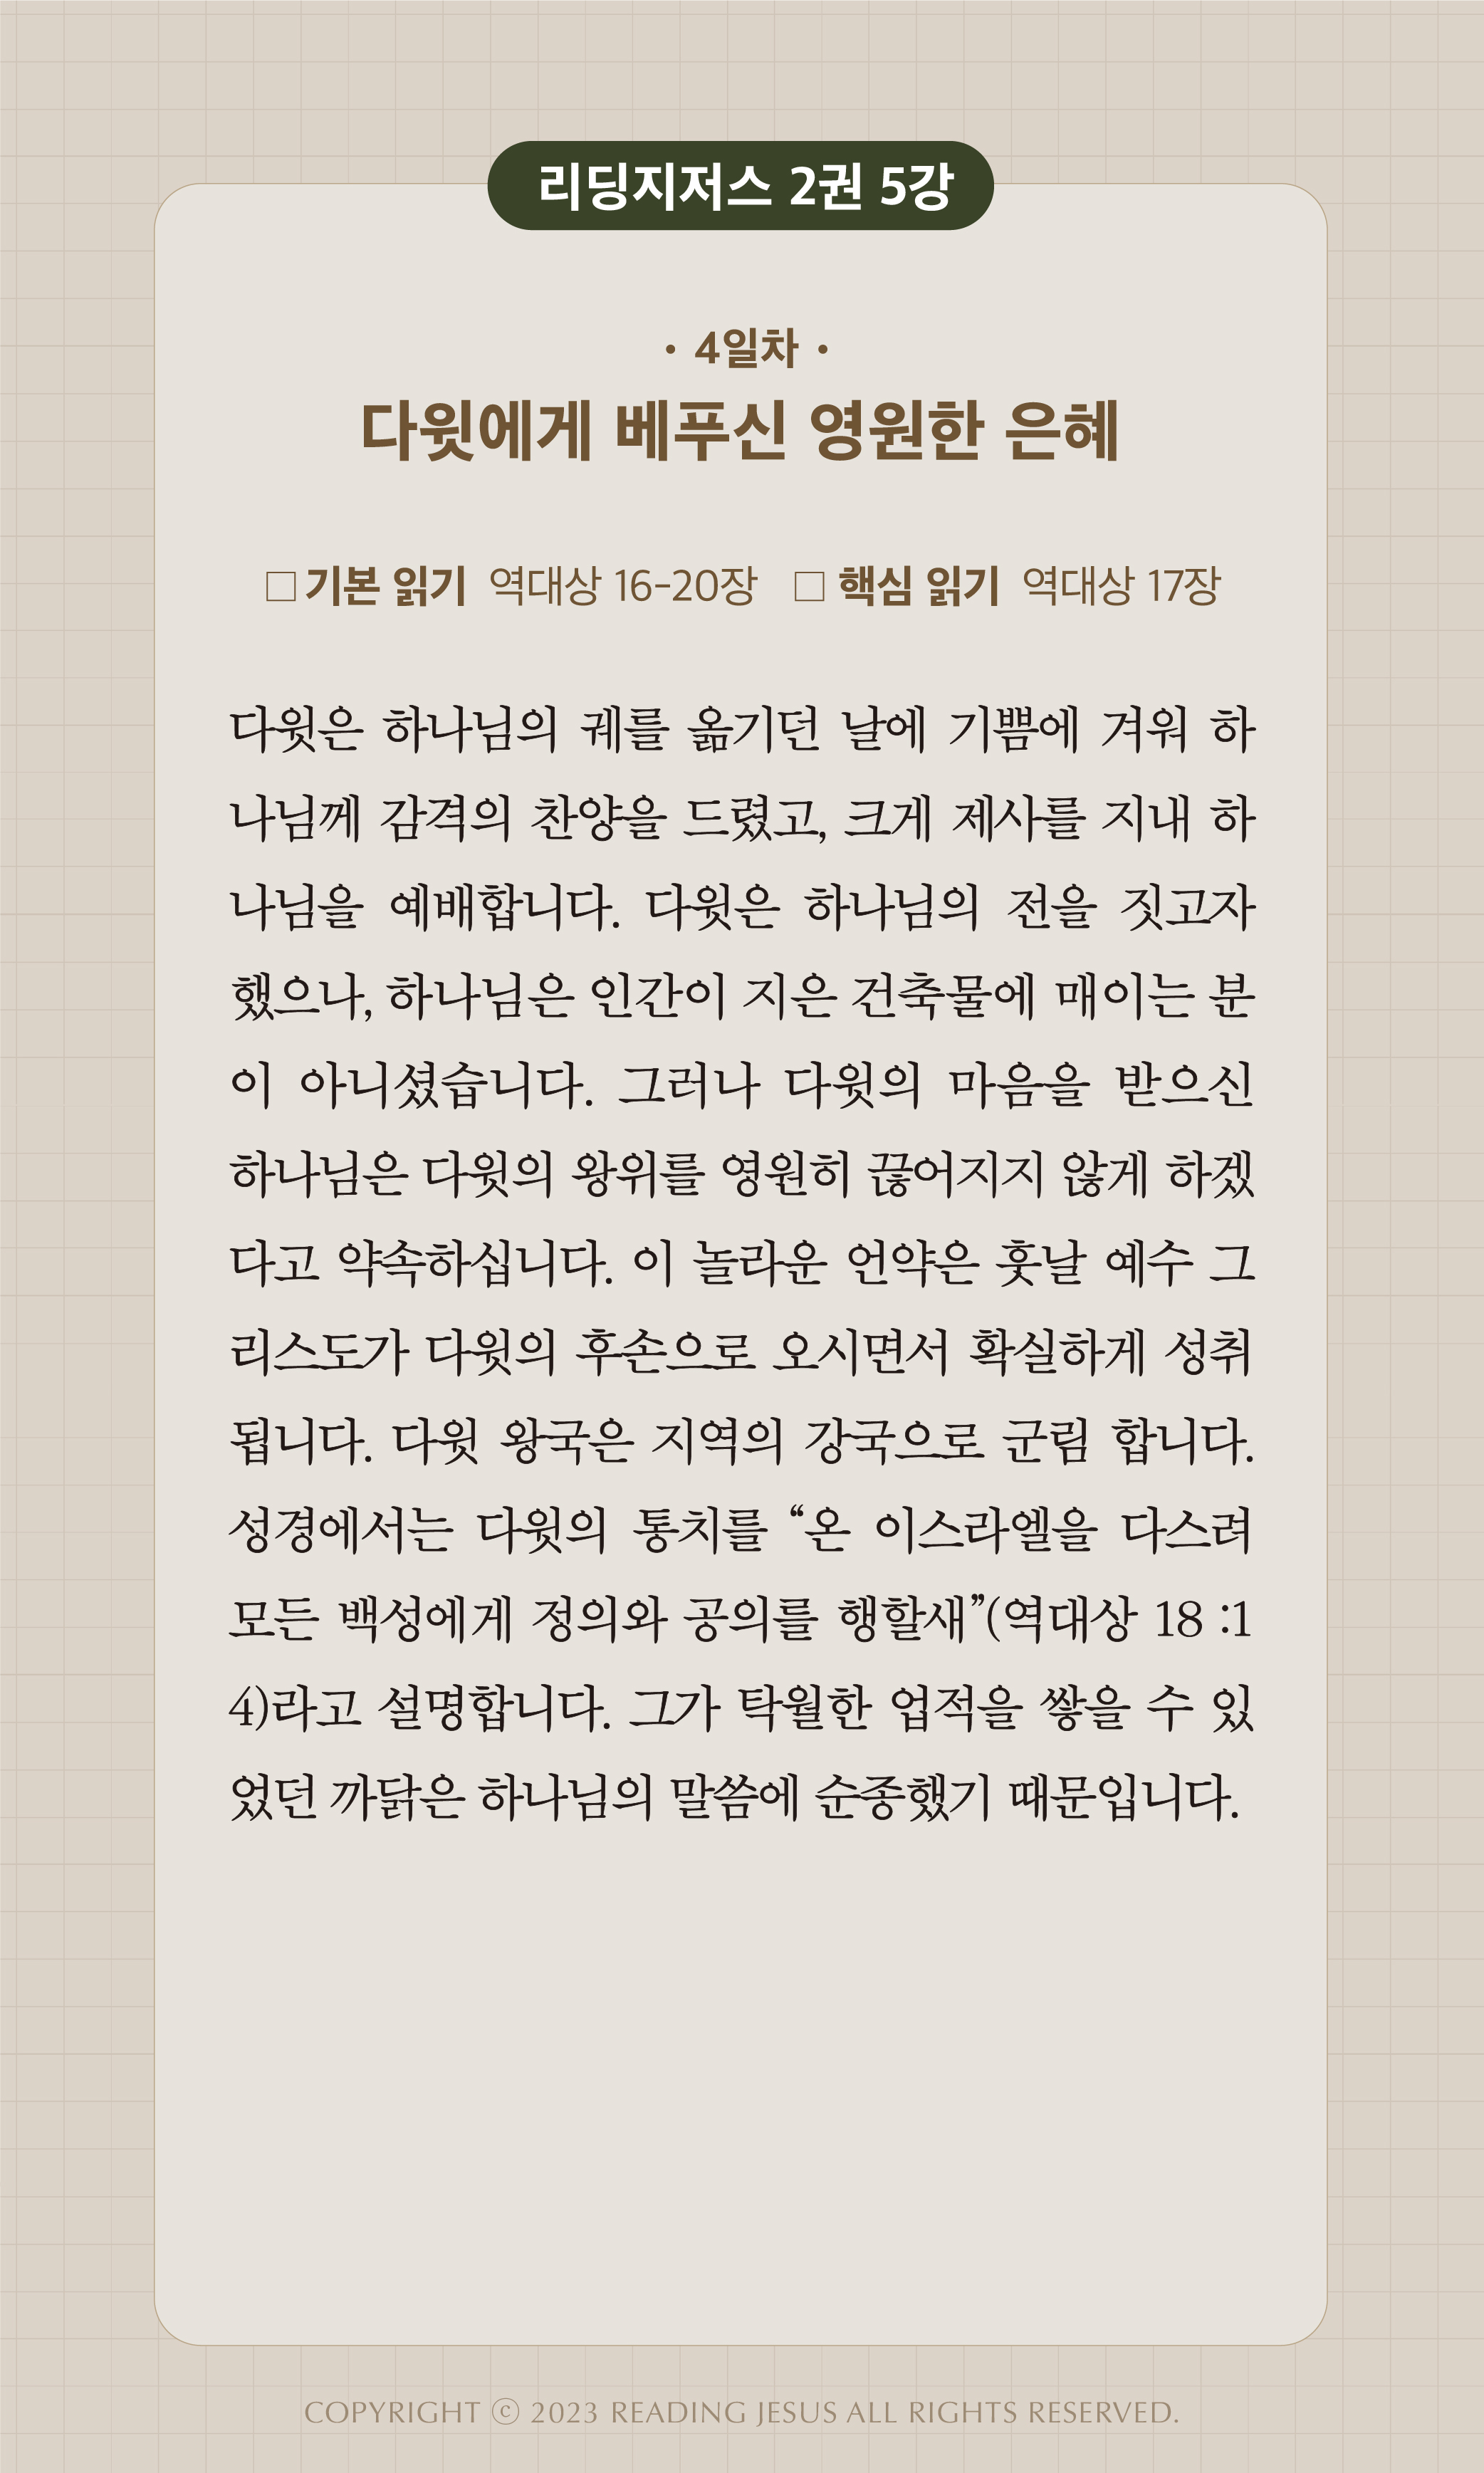 리딩지저스 2권 5강
· 4일차 ·
다윗에게 베푸신 영원한 은혜
□ 기본 읽기 역대상 16-20장 □ 핵심 읽기 역대상 17장
다윗은 하나님의 궤를 옮기던 날에 기쁨에 겨워 하
나님께 감격의 찬양을 드렸고, 크게 제사를 지내 하
나님을 예배합니다. 다윗은 하나님의 전을 짓고자
했으나, 하나님은 인간이 지은 건축물에 매이는 분
이 아니셨습니다. 그러나 다윗의 마음을 받으신
하나님은 다윗의 왕위를 영원히 끊어지지 않게 하겠
다고 약속하십니다. 이 놀라운 언약은 훗날 예수 그
리스도가 다윗의 후손으로 오시면서 확실하게 성취
됩니다. 다윗 왕국은 지역의 강국으로 군림 합니다.
성경에서는 다윗의 통치를 “온 이스라엘을 다스려
모든 백성에게 정의와 공의를 행할새”(역대상 18 :1
4)라고 설명합니다. 그가 탁월한 업적을 쌓을 수 있
었던 까닭은 하나님의 말씀에 순종했기 때문입니다.
COPYRIGHT ⓒ 2023 READING JESUS ALL RIGHTS RESERVED.